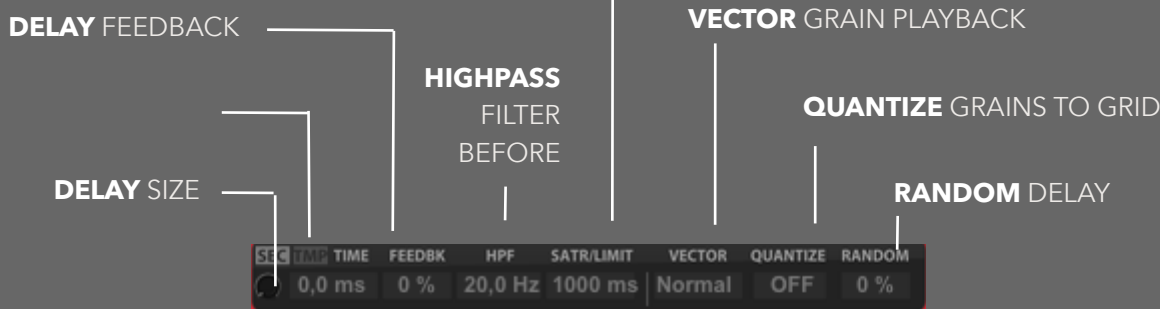 VECTOR GRAIN PLAYBACK
DELAY FEEDBACK
HIGHPASS
FILTER
BEFORE
QUANTIZE GRAINS TO GRID
DELAY SIZE
RANDOM DELAY
SEC TMP TIME FEEDBK HPF SATR/LIMIT VECTOR QUANTIZE RANDOM
0,0 ms 0 % 20,0 Hz 1000 ms Normal OFF 0 %